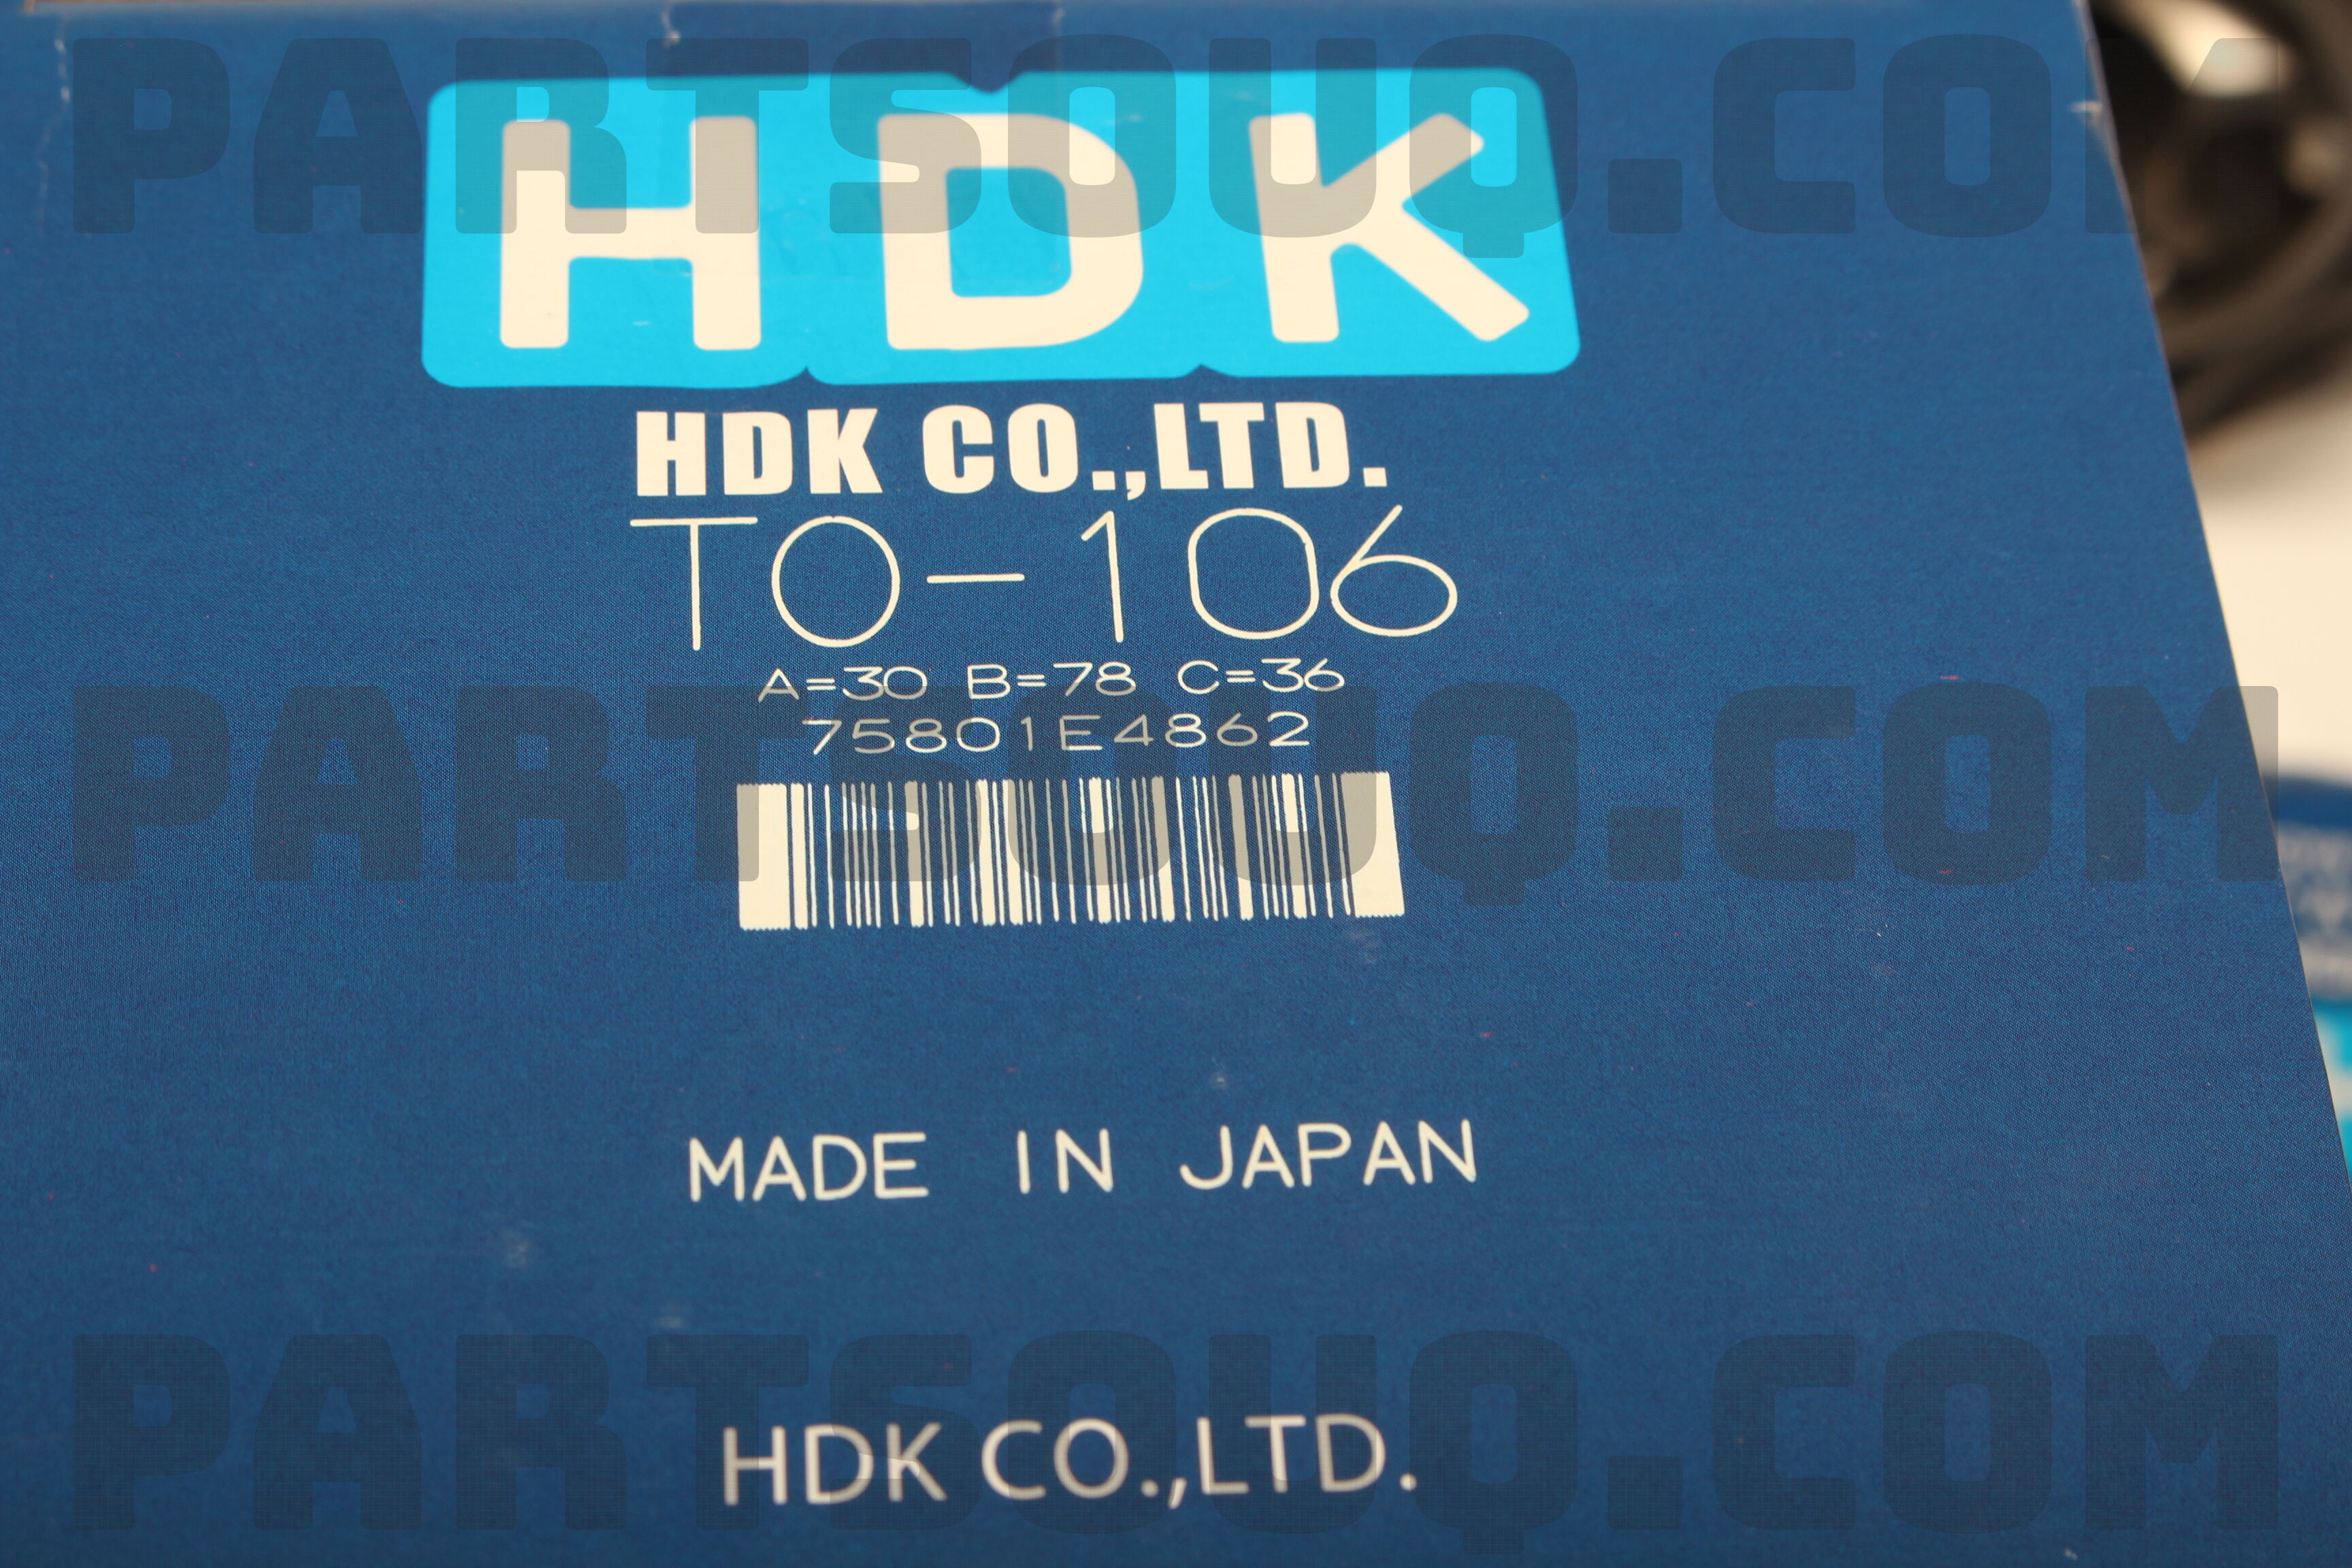 PARTSOUQ.COM
HDK
HDK CO.,LTD.
TO-106
A=30 B=78 C=36
75801E4862
PARTSOUQ.COM
MADE IN JAPAN
PARTSOUQ.COM
HDK CO.,LTD.